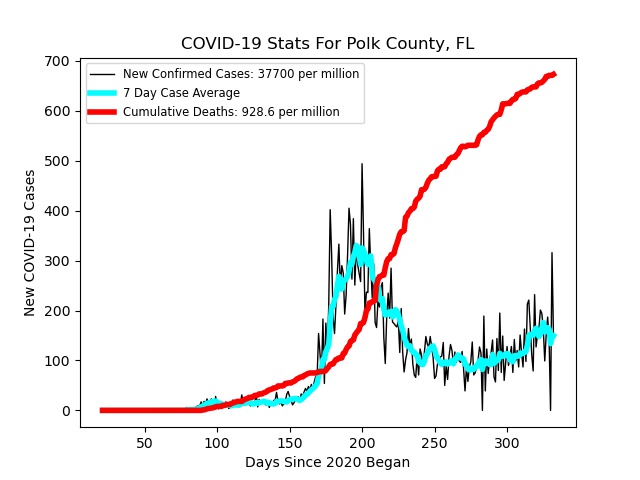 COVID-19 Stats For Polk County, FL
New Confirmed Cases: 37700 per million
7 Day Case Average
Cumulative Deaths: 928.6 per million
New COVID-19 Cases
700
600
500
400
300
200
100
0
50 100 150 200 250 300
Days Since 2020 Began